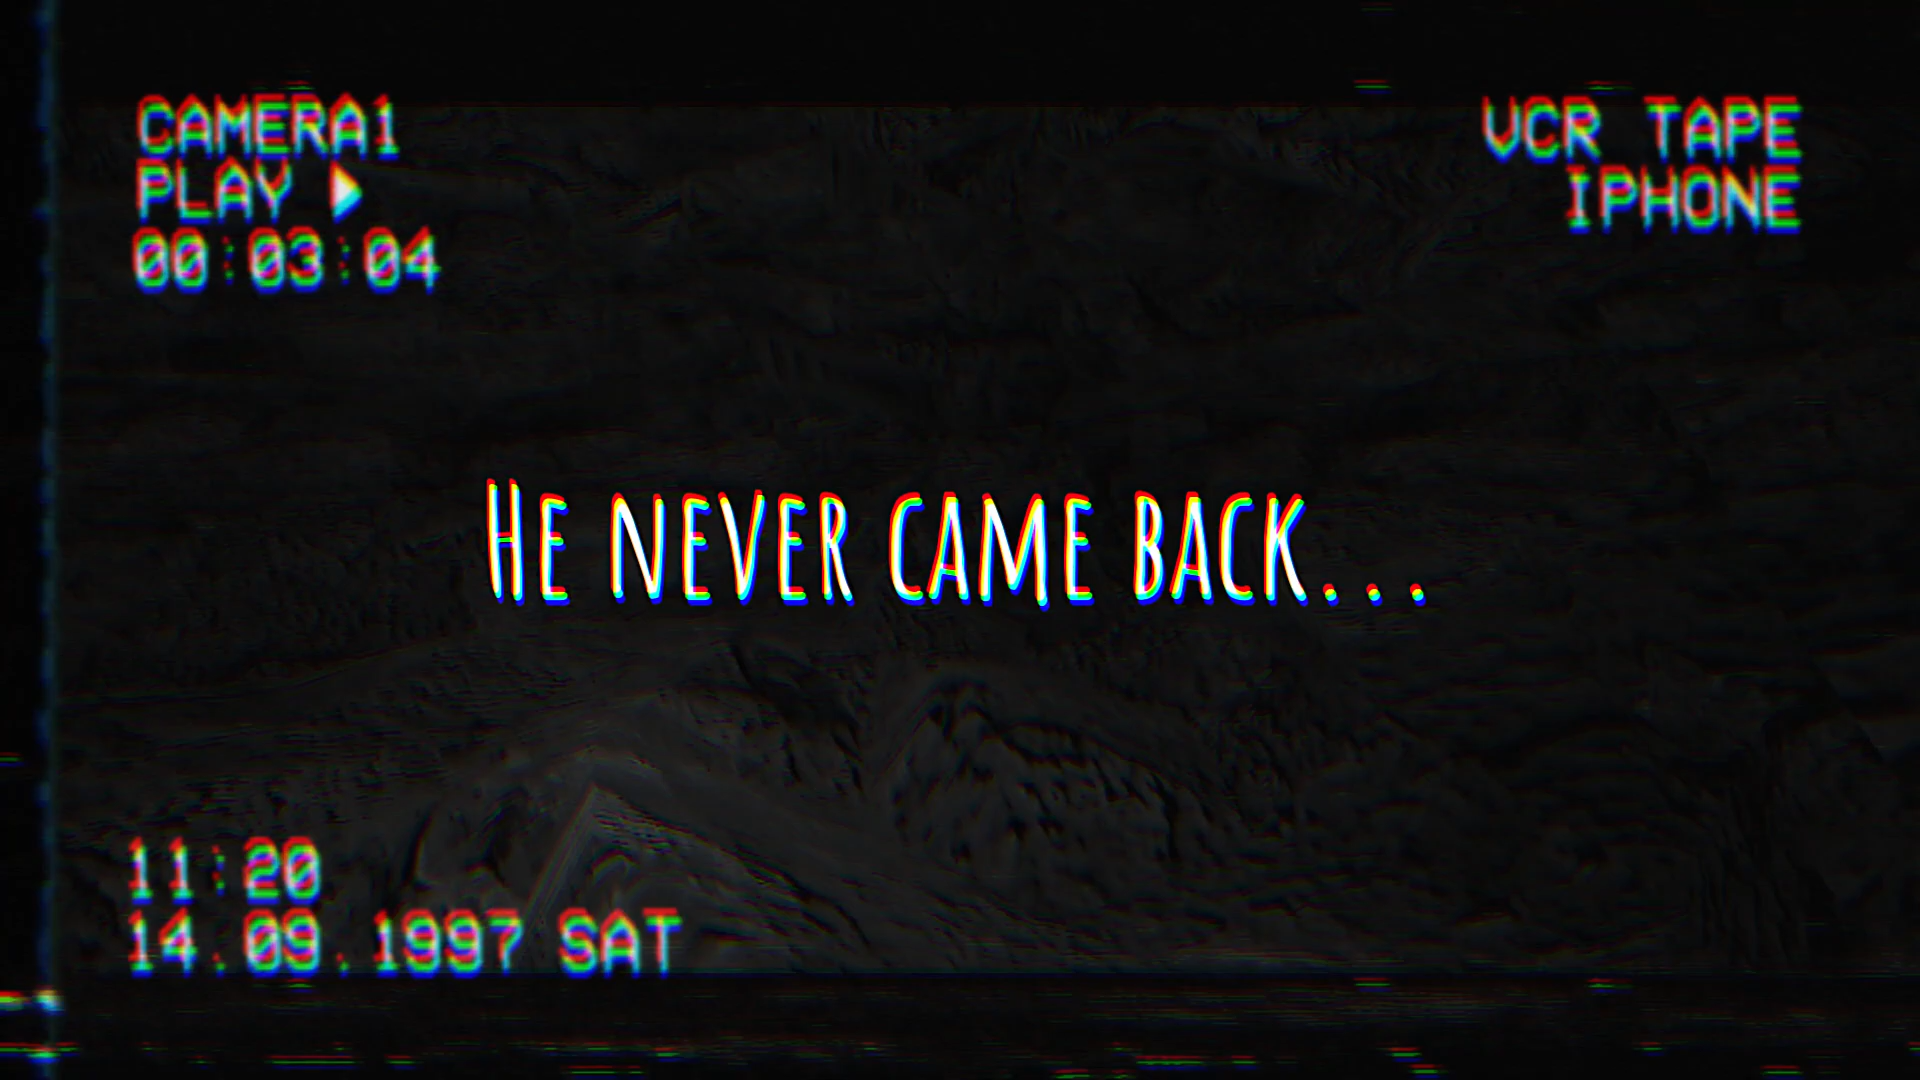 CAMERA1
PLAY
00:03:04
VCR TAPE
IPHONE
HE NEVER CAME BACK...
11:20
14.09.1997 SAT